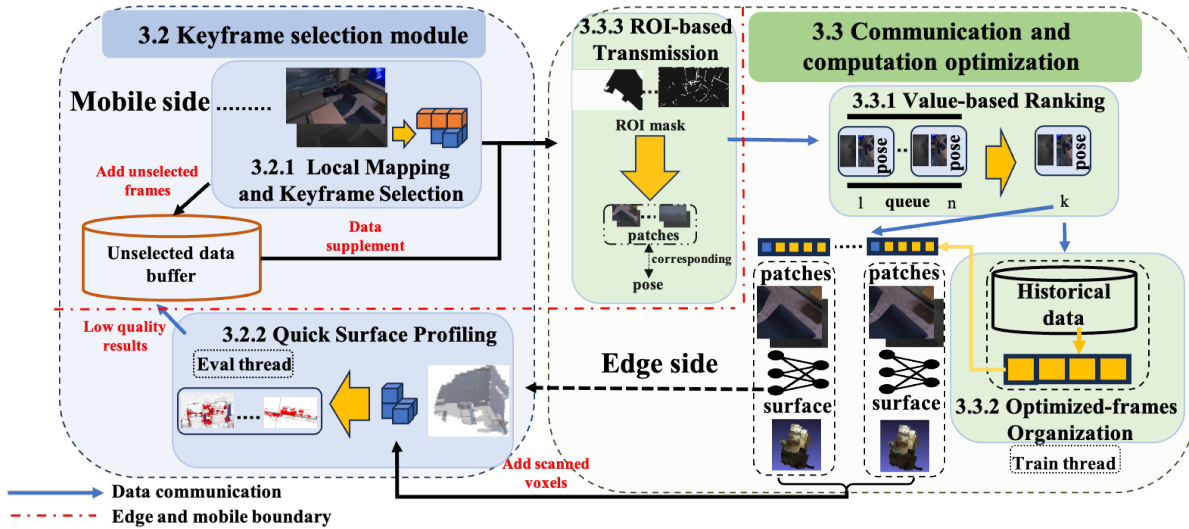 3.2 Keyframe selection module
Mobile side
.........
3.2.1 Local Mapping
and Keyframe Selection
Add unselected
frames
Unselected data
buffer
Data
supplement
Low quality
results
3.2.2 Quick Surface Profiling
Eval thread
....
Add scanned
voxels
3.3.3 ROI-based
Transmission
ROI mask
patches
corresponding
pose
3.3 Communication and
computation optimization
3.3.1 Value-based Ranking
pose
pose
pose
1 queue n
k
patches
patches
Historical
data
Edge side
surface
surface
3.3.2 Optimized-frames
Organization
Train thread
Data communication
Edge and mobile boundary